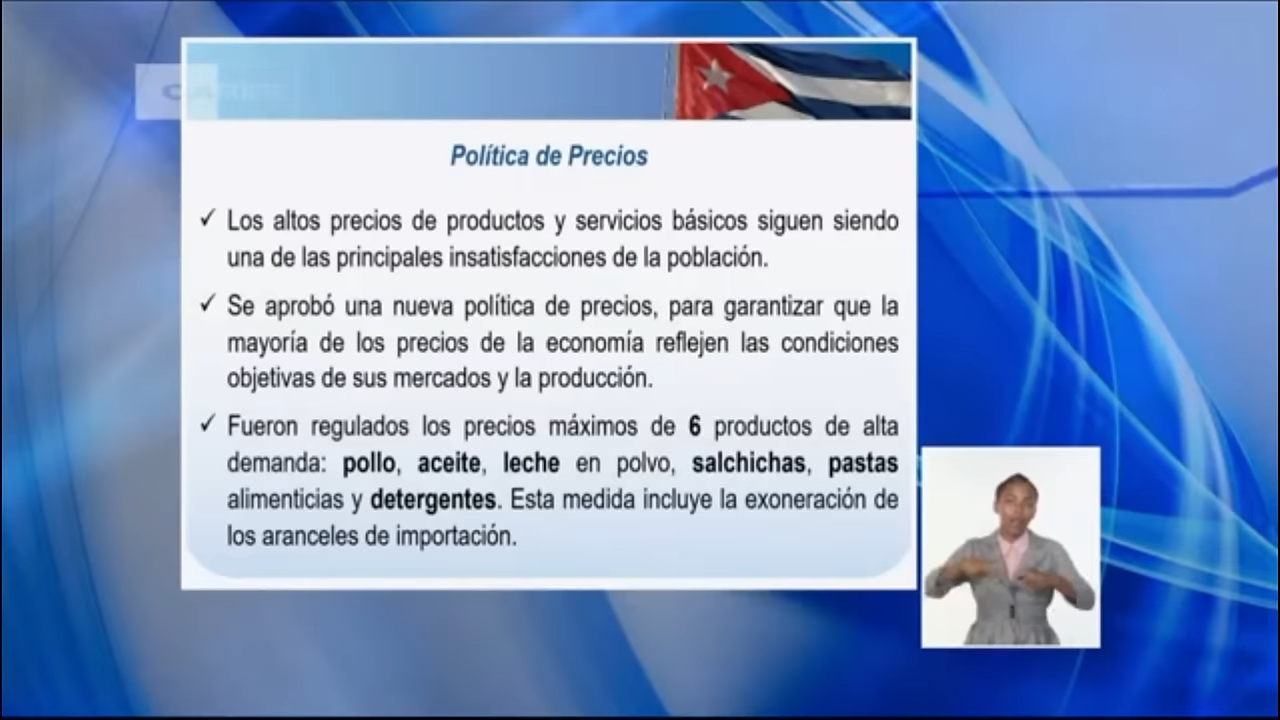 Política de Precios
✓ Los altos precios de productos y servicios básicos siguen siendo
una de las principales insatisfacciones de la población.
✓ Se aprobó una nueva política de precios, para garantizar que la
mayoría de los precios de la economía reflejen las condiciones
objetivas de sus mercados y la producción.
✓ Fueron regulados los precios máximos de 6 productos de alta
demanda: pollo, aceite, leche en polvo, salchichas, pastas
alimenticias y detergentes. Esta medida incluye la exoneración de
los aranceles de importación.